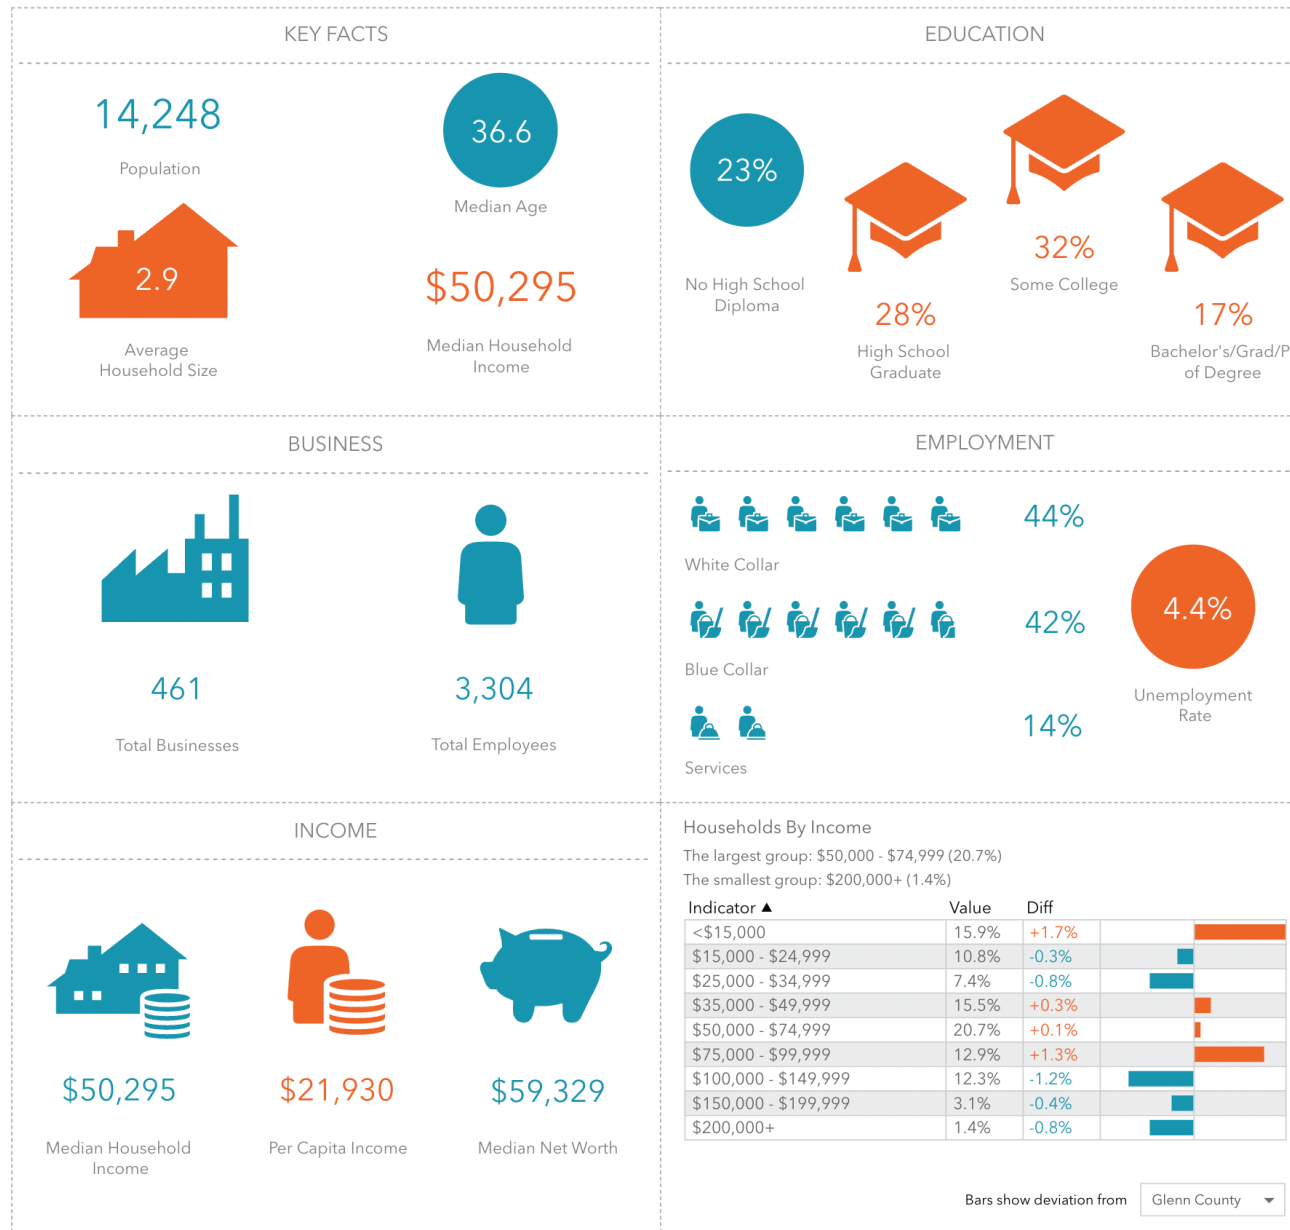 KEY FACTS
14,248
Population
36.6
Median Age
2.9
Average
Household Size
$50,295
Median Household
Income
EDUCATION
23%
No High School
Diploma
28%
High School
Graduate
32%
Some College
17%
Bachelor's/Grad/P
of Degree
BUSINESS
461
Total Businesses
3,304
Total Employees
EMPLOYMENT
44%
White Collar
42%
Blue Collar
14%
Services
4.4%
Unemployment
Rate
INCOME
$50,295
Median Household
Income
$21,930
Per Capita Income
$59,329
Median Net Worth
Households By Income
The largest group: $50,000 - $74,999 (20.7%)
The smallest group: $200,000+ (1.4%)
Indicator ▲ Value Diff
<$15,000 15.9% +1.7%
$15,000 - $24,999 10.8% -0.3%
$25,000 - $34,999 7.4% -0.8%
$35,000 - $49,999 15.5% +0.3%
$50,000 - $74,999 20.7% +0.1%
$75,000 - $99,999 12.9% +1.3%
$100,000 - $149,999 12.3% -1.2%
$150,000 - $199,999 3.1% -0.4%
$200,000+ 1.4% -0.8%
Bars show deviation from Glenn County